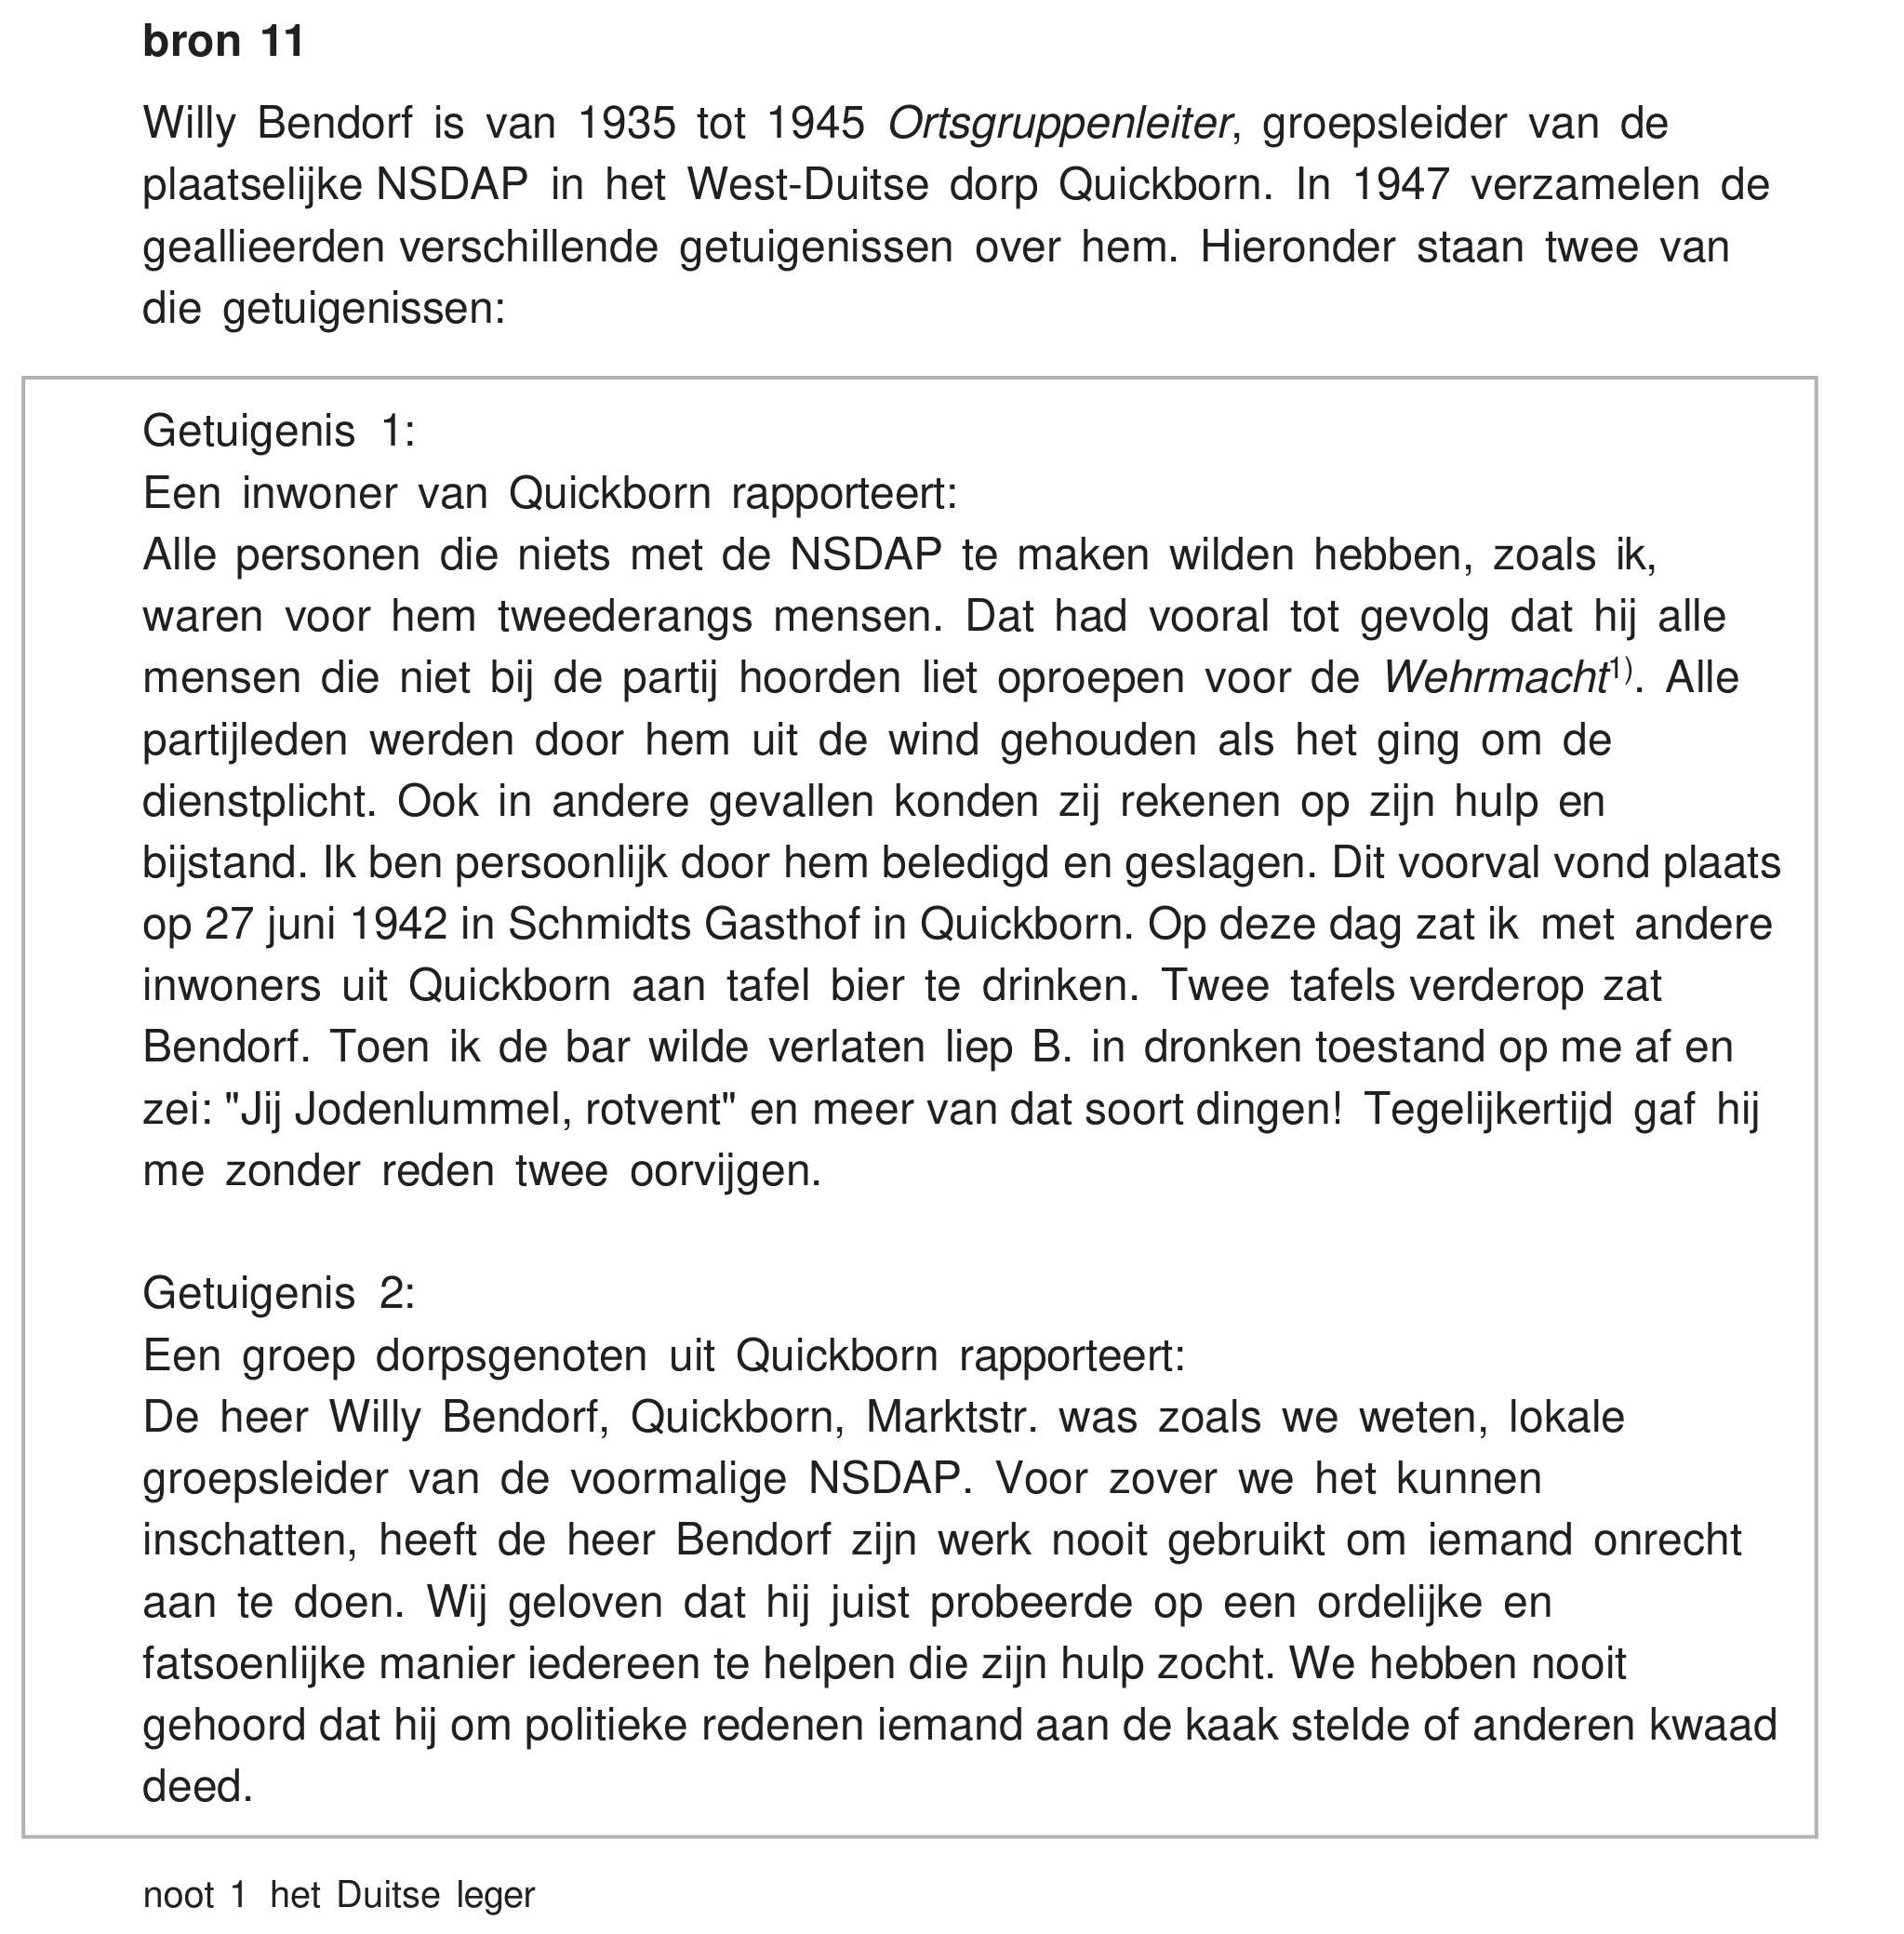 bron 11
Willy Bendorf is van 1935 tot 1945 Ortsgruppenleiter, groepsleider van de
plaatselijke NSDAP in het West-Duitse dorp Quickborn. In 1947 verzamelen de
geallieerden verschillende getuigenissen over hem. Hieronder staan twee van
die getuigenissen:
Getuigenis 1:
Een inwoner van Quickborn rapporteert:
Alle personen die niets met de NSDAP te maken wilden hebben, zoals ik,
waren voor hem tweederangs mensen. Dat had vooral tot gevolg dat hij alle
mensen die niet bij de partij hoorden liet oproepen voor de Wehrmacht1). Alle
partijleden werden door hem uit de wind gehouden als het ging om de
dienstplicht. Ook in andere gevallen konden zij rekenen op zijn hulp en
bijstand. Ik ben persoonlijk door hem beledigd en geslagen. Dit voorval vond plaats
op 27 juni 1942 in Schmidts Gasthof in Quickborn. Op deze dag zat ik met andere
inwoners uit Quickborn aan tafel bier te drinken. Twee tafels verderop zat
Bendorf. Toen ik de bar wilde verlaten liep B. in dronken toestand op me af en
zei: "Jij Jodenlummel, rotvent" en meer van dat soort dingen! Tegelijkertijd gaf hij
me zonder reden twee oorvijgen.
Getuigenis 2:
Een groep dorpsgenoten uit Quickborn rapporteert:
De heer Willy Bendorf, Quickborn, Marktstr. was zoals we weten, lokale
groepsleider van de voormalige NSDAP. Voor zover we het kunnen
inschatten, heeft de heer Bendorf zijn werk nooit gebruikt om iemand onrecht
aan te doen. Wij geloven dat hij juist probeerde op een ordelijke en
fatsoenlijke manier iedereen te helpen die zijn hulp zocht. We hebben nooit
gehoord dat hij om politieke redenen iemand aan de kaak stelde of anderen kwaad
deed.
noot 1 het Duitse leger